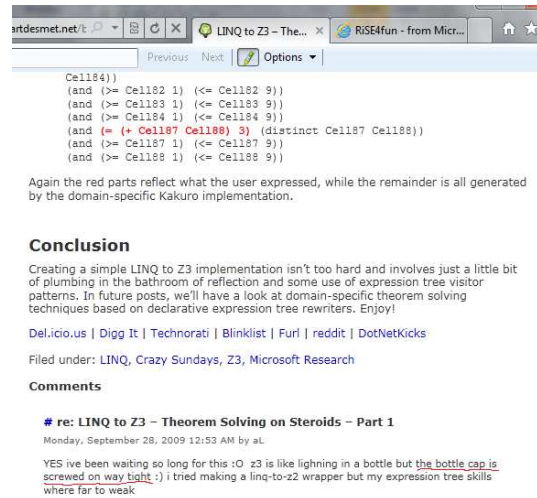 artdesmet.net/b
LINQ to Z3 – The...
RiSE4fun - from Micr...
Previous Next Options
Cell84))
(and (>= Cell82 1) (<= Cell82 9))
(and (>= Cell83 1) (<= Cell83 9))
(and (>= Cell84 1) (<= Cell84 9))
(and (= (+ Cell87 Cell88) 3) (distinct Cell87 Cell88))
(and (>= Cell87 1) (<= Cell87 9))
(and (>= Cell88 1) (<= Cell88 9))
Again the red parts reflect what the user expressed, while the remainder is all generated
by the domain-specific Kakuro implementation.
Conclusion
Creating a simple LINQ to Z3 implementation isn't too hard and involves just a little bit
of plumbing in the bathroom of reflection and some use of expression tree visitor
patterns. In future posts, we'll have a look at domain-specific theorem solving
techniques based on declarative expression tree rewriters. Enjoy!
Del.icio.us | Digg It | Technorati | Blinklist | Furl | reddit | DotNetKicks
Filed under: LINQ, Crazy Sundays, Z3, Microsoft Research
Comments
# re: LINQ to Z3 – Theorem Solving on Steroids – Part 1
Monday, September 28, 2009 12:53 AM by aL
YES ive been waiting so long for this :O z3 is like lighning in a bottle but the bottle cap is
screwed on way tight :) i tried making a linq-to-z2 wrapper but my expression tree skills
where far to weak